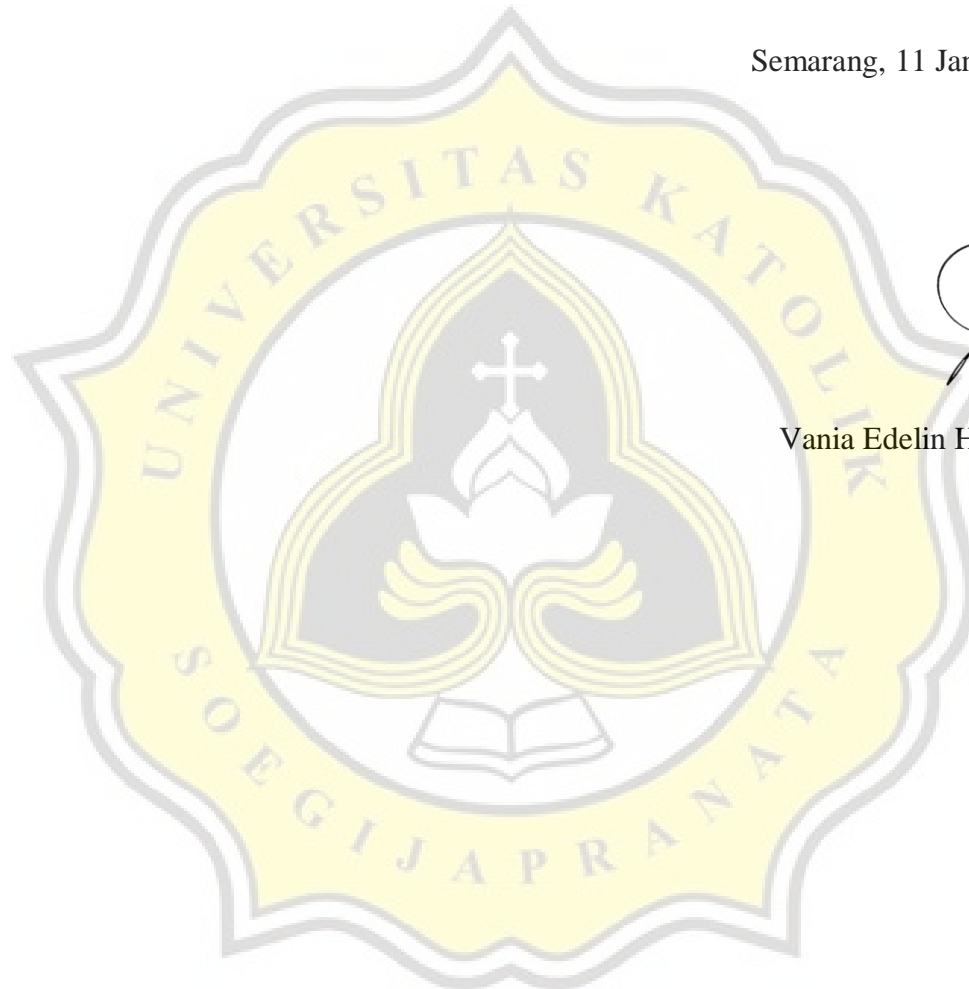 Semarang, 11 Jan
UNIVERSITAS KATOLIK
Vania Edelin H
SOEGIJAPRANATA